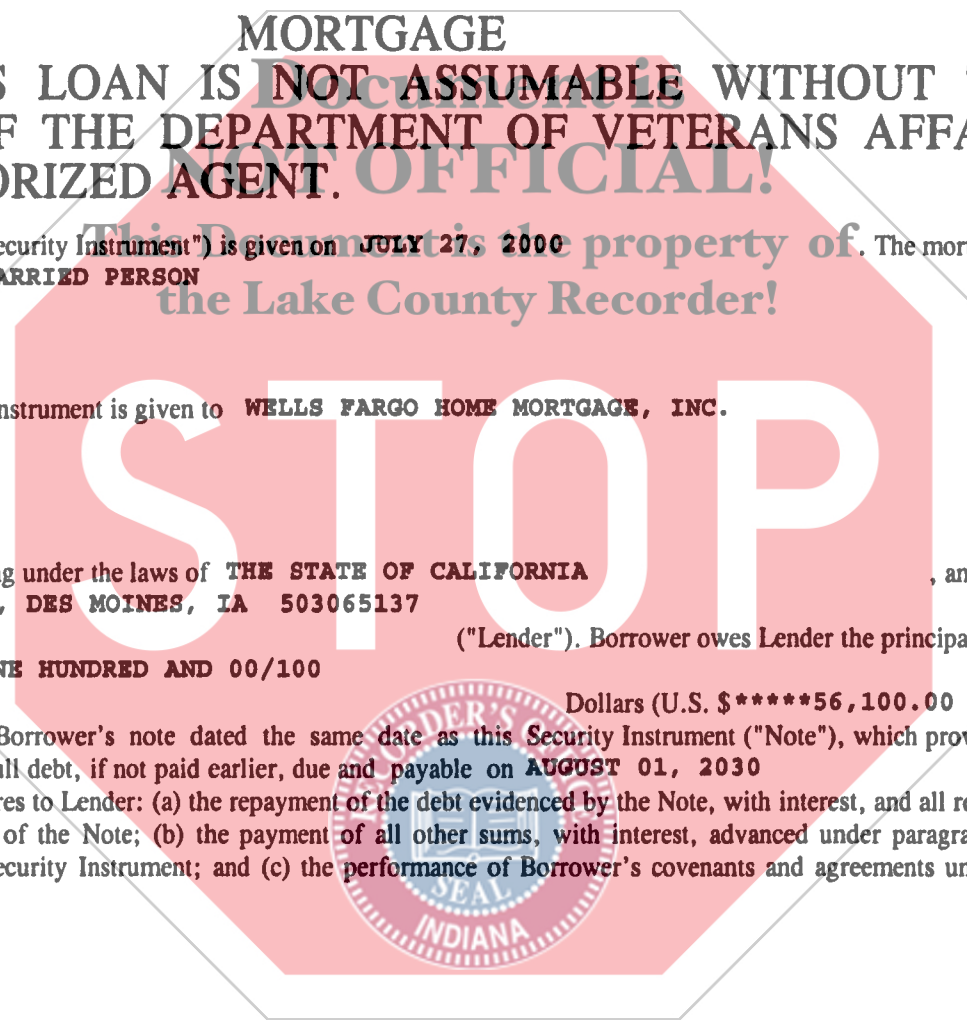 MORTGAGE
S LOAN IS NOT ASSUMABLE WITHOUT
F THE DEPARTMENT OF VETERANS AFFA
ORIZED AGENT.
Document is
NOT OFFICIAL!
This Document is the property of
the Lake County Recorder!
ecurity Instrument") is given on JULY 27, 2000 . The mor
ARRIED PERSON
nstrument is given to WELLS FARGO HOME MORTGAGE, INC.
STOP
g under the laws of THE STATE OF CALIFORNIA , an
, DES MOINES, IA 503065137
("Lender"). Borrower owes Lender the principa
NE HUNDRED AND 00/100
Dollars (U.S. $*****56,100.00
Borrower's note dated the same date as this Security Instrument ("Note"), which prov
ull debt, if not paid earlier, due and payable on AUGUST 01, 2030
res to Lender: (a) the repayment of the debt evidenced by the Note, with interest, and all re
of the Note; (b) the payment of all other sums, with interest, advanced under paragra
ecurity Instrument; and (c) the performance of Borrower's covenants and agreements un
RECORDER'S OFFICE
SEAL
INDIANA